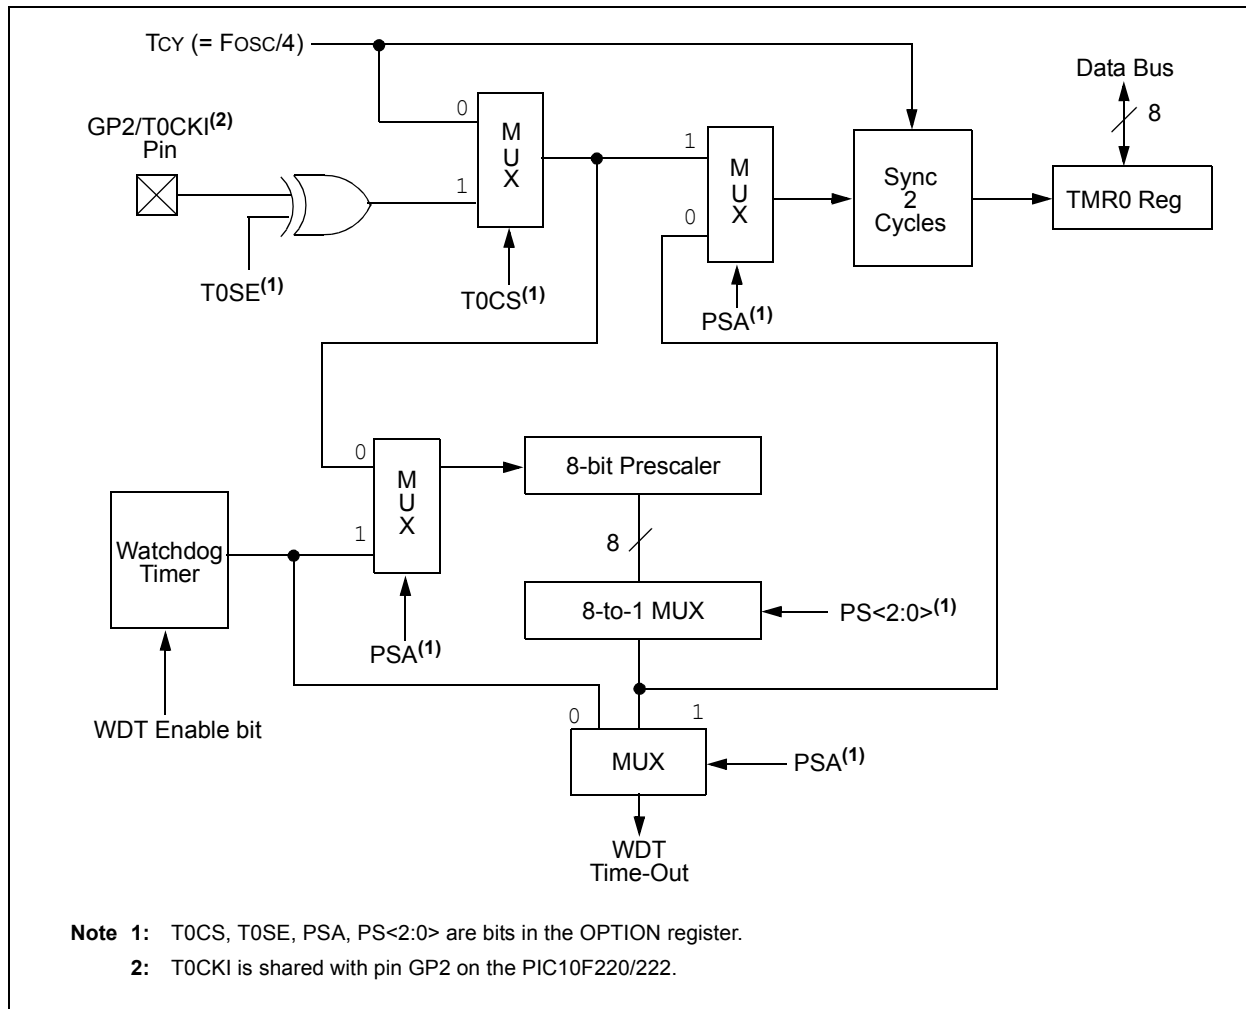 TCY (= FOSC/4)
Data Bus
8
GP2/T0CKI(2)
Pin
0
M
U
X
1
T0SE(1)
T0CS(1)
1
M
U
X
0
PSA(1)
Sync
2
Cycles
TMR0 Reg
0
M
U
X
1
8-bit Prescaler
Watchdog
Timer
8
8-to-1 MUX
PS<2:0>(1)
PSA(1)
WDT Enable bit
0
1
MUX
PSA(1)
WDT
Time-Out
Note 1: T0CS, T0SE, PSA, PS<2:0> are bits in the OPTION register.
2: T0CKI is shared with pin GP2 on the PIC10F220/222.